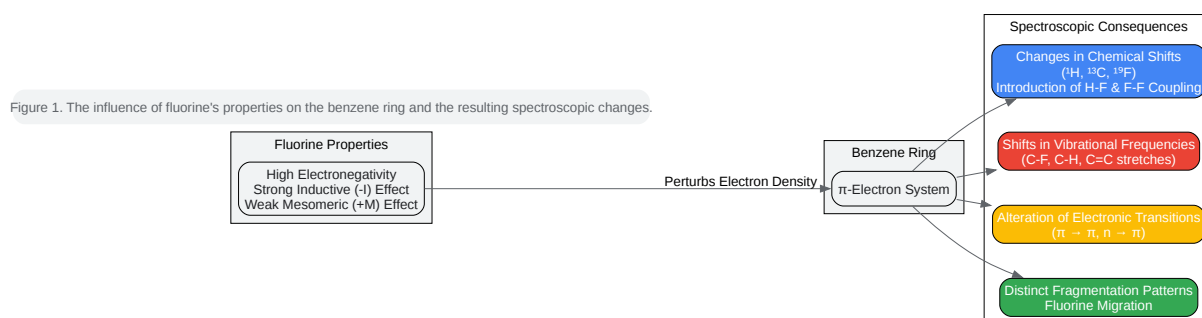 Spectroscopic Consequences
Changes in Chemical Shifts
(¹H, ¹³C, ¹⁹F)
Introduction of H-F & F-F Coupling
Figure 1. The influence of fluorine's properties on the benzene ring and the resulting spectroscopic changes.
Fluorine Properties
High Electronegativity
Strong Inductive (-I) Effect
Weak Mesomeric (+M) Effect
Perturbs Electron Density
Benzene Ring
π-Electron System
Shifts in Vibrational Frequencies
(C-F, C-H, C=C stretches)
Alteration of Electronic Transitions
(π → π, n → π)
Distinct Fragmentation Patterns
Fluorine Migration